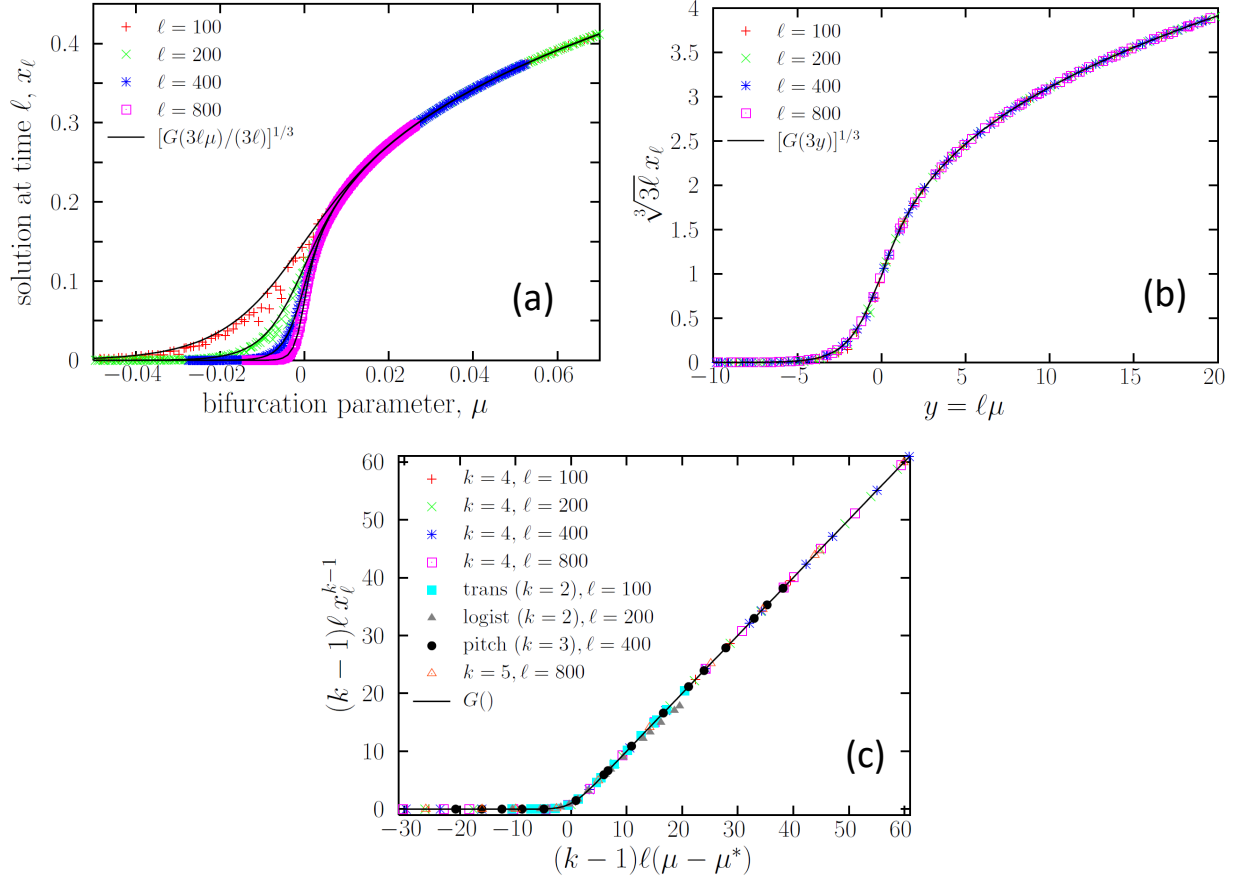 ℓ = 100
ℓ = 200
ℓ = 400
ℓ = 800
[G(3ℓμ)/(3ℓ)]^{1/3}
0.4
0.3
0.2
0.1
0
solution at time ℓ, x_ℓ
(a)
−0.04 −0.02 0 0.02 0.04 0.06
bifurcation parameter, μ
ℓ = 100
ℓ = 200
ℓ = 400
ℓ = 800
[G(3y)]^{1/3}
4
3.5
3
2.5
2
1.5
1
0.5
0
∛3ℓ x_ℓ
(b)
−10 −5 0 5 10 15 20
y = ℓμ
k = 4, ℓ = 100
k = 4, ℓ = 200
k = 4, ℓ = 400
k = 4, ℓ = 800
trans (k = 2), ℓ = 100
logist (k = 2), ℓ = 200
pitch (k = 3), ℓ = 400
k = 5, ℓ = 800
G()
60
50
40
30
20
10
0
(k − 1)ℓ x_ℓ^{k−1}
(c)
−30 −20 −10 0 10 20 30 40 50 60
(k − 1)ℓ(μ − μ*)